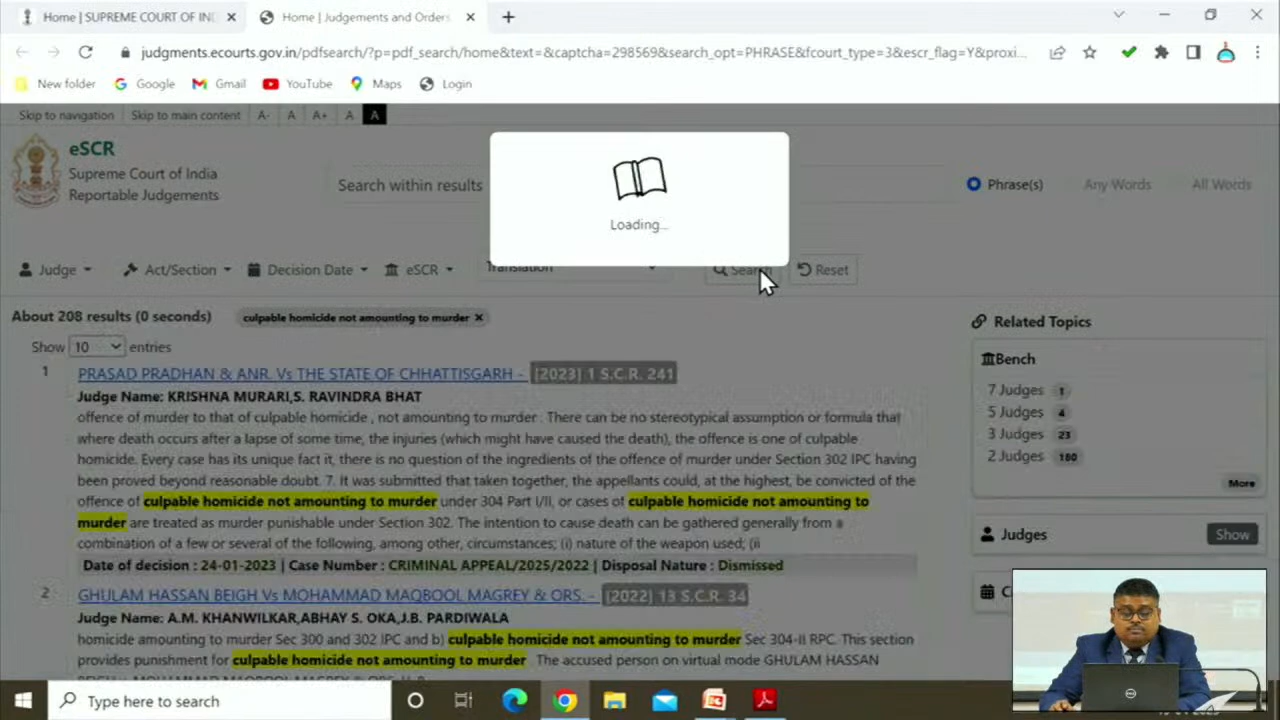 Home | SUPREME COURT OF IND
Home | Judgements and Orders
judgments.ecourts.gov.in/pdfsearch/?p=pdf_search/home&text=&captcha=298569&search_opt=PHRASE&fcourt_type=3&escr_flag=Y&proxi...
New folder Google Gmail YouTube Maps Login
Skip to navigation Skip to main content A- A A+ A A
eSCR
Supreme Court of India
Reportable Judgements
Search within results
Phrase(s) Any Words All Words
Loading...
Judge Act/Section Decision Date eSCR Translation Search Reset
About 208 results (0 seconds) culpable homicide not amounting to murder
Show 10 entries
1 PRASAD PRADHAN & ANR. Vs THE STATE OF CHHATTISGARH - [2023] 1 S.C.R. 241
Judge Name: KRISHNA MURARI,S. RAVINDRA BHAT
offence of murder to that of culpable homicide , not amounting to murder . There can be no stereotypical assumption or formula that
where death occurs after a lapse of some time, the injuries (which might have caused the death), the offence is one of culpable
homicide. Every case has its unique fact it, there is no question of the ingredients of the offence of murder under Section 302 IPC having
been proved beyond reasonable doubt. 7. It was submitted that taken together, the appellants could, at the highest, be convicted of the
offence of culpable homicide not amounting to murder under 304 Part I/II, or cases of culpable homicide not amounting to
murder are treated as murder punishable under Section 302. The intention to cause death can be gathered generally from a
combination of a few or several of the following, among other, circumstances; (i) nature of the weapon used; (ii
Date of decision : 24-01-2023 | Case Number : CRIMINAL APPEAL/2025/2022 | Disposal Nature : Dismissed
2 GHULAM HASSAN BEIGH Vs MOHAMMAD MAQBOOL MAGREY & ORS. - [2022] 13 S.C.R. 34
Judge Name: A.M. KHANWILKAR,ABHAY S. OKA,J.B. PARDIWALA
homicide amounting to murder Sec 300 and 302 IPC and b) culpable homicide not amounting to murder Sec 304-II RPC. This section
provides punishment for culpable homicide not amounting to murder . The accused person on virtual mode GHULAM HASSAN
Related Topics
Bench
7 Judges 1
5 Judges 4
3 Judges 23
2 Judges 180
More
Judges Show
Type here to search